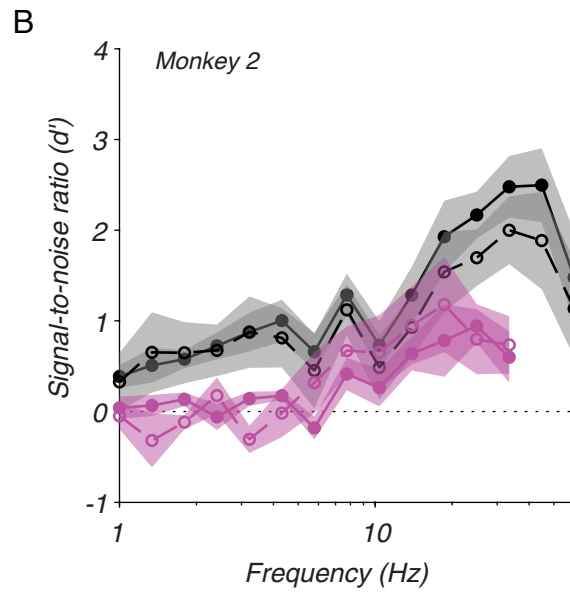 B
Monkey 2
Signal-to-noise ratio (d')
4
3
2
1
0
-1
1
10
Frequency (Hz)